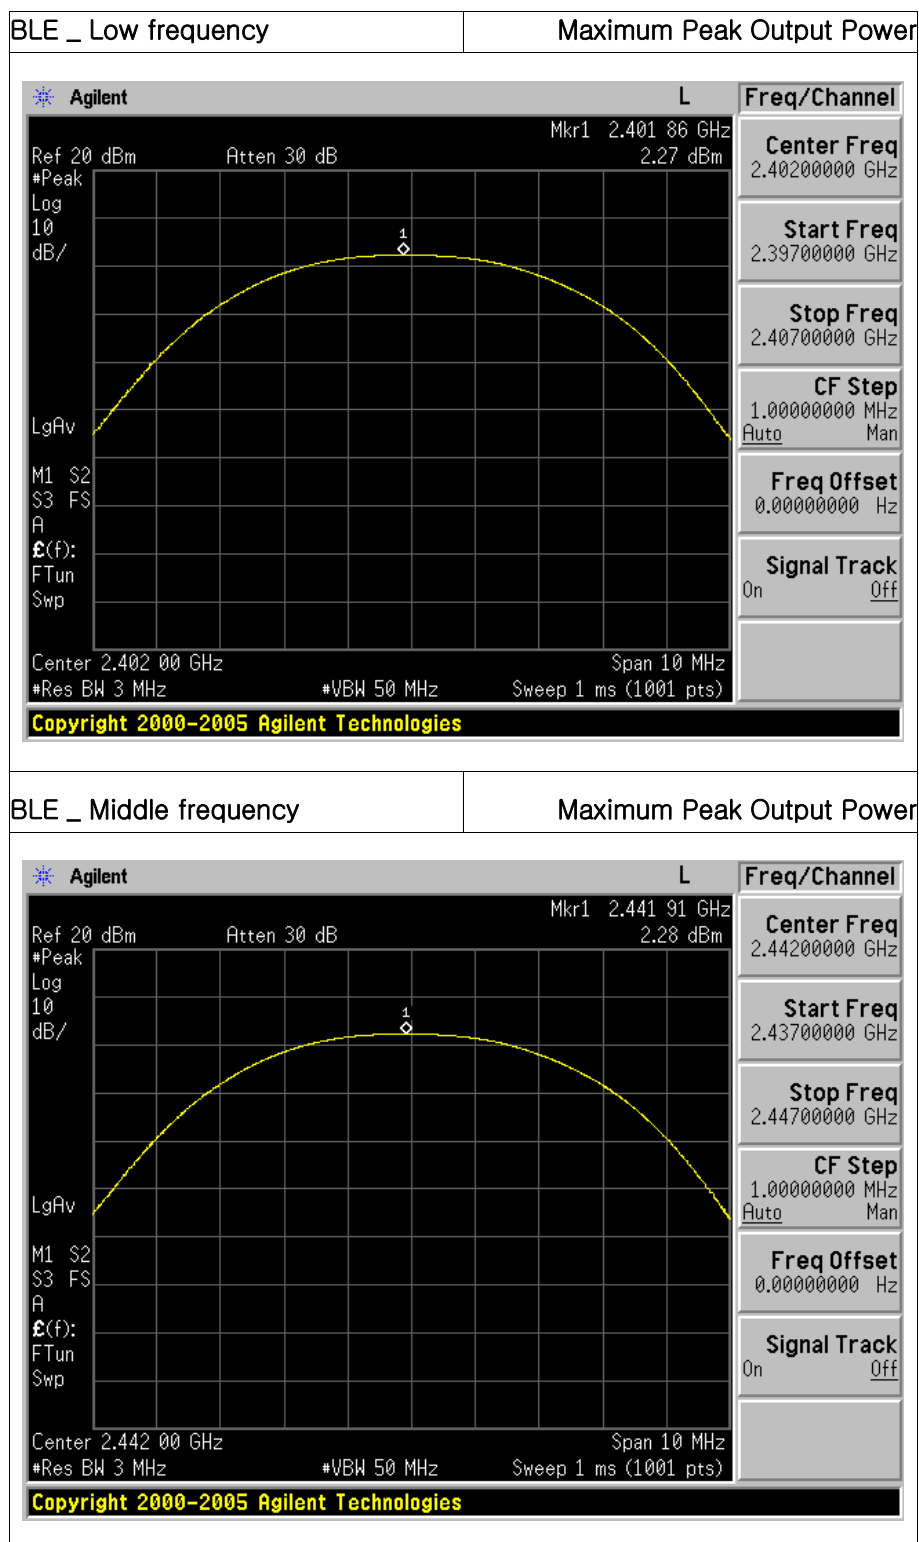 BLE _ Low frequency Maximum Peak Output Power
Agilent L Freq/Channel
Mkr1 2.401 86 GHz
Ref 20 dBm Atten 30 dB 2.27 dBm
#Peak
Log
10
dB/
1
LgAv
M1 S2
S3 FS
A
£(f):
FTun
Swp
Center 2.402 00 GHz Span 10 MHz
#Res BW 3 MHz #VBW 50 MHz Sweep 1 ms (1001 pts)
Center Freq
2.40200000 GHz
Start Freq
2.39700000 GHz
Stop Freq
2.40700000 GHz
CF Step
1.00000000 MHz
Auto Man
Freq Offset
0.00000000 Hz
Signal Track
On Off
Copyright 2000-2005 Agilent Technologies
BLE _ Middle frequency Maximum Peak Output Power
Agilent L Freq/Channel
Mkr1 2.441 91 GHz
Ref 20 dBm Atten 30 dB 2.28 dBm
#Peak
Log
10
dB/
1
LgAv
M1 S2
S3 FS
A
£(f):
FTun
Swp
Center 2.442 00 GHz Span 10 MHz
#Res BW 3 MHz #VBW 50 MHz Sweep 1 ms (1001 pts)
Center Freq
2.44200000 GHz
Start Freq
2.43700000 GHz
Stop Freq
2.44700000 GHz
CF Step
1.00000000 MHz
Auto Man
Freq Offset
0.00000000 Hz
Signal Track
On Off
Copyright 2000-2005 Agilent Technologies